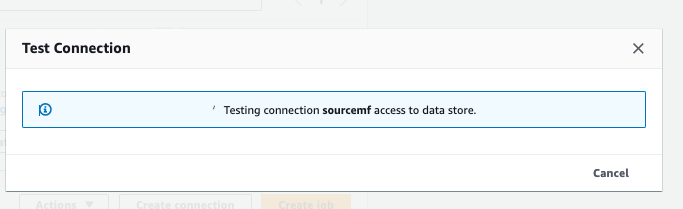 Test Connection
Testing connection sourcemf access to data store.
Cancel
Actions
Create connection
Create job